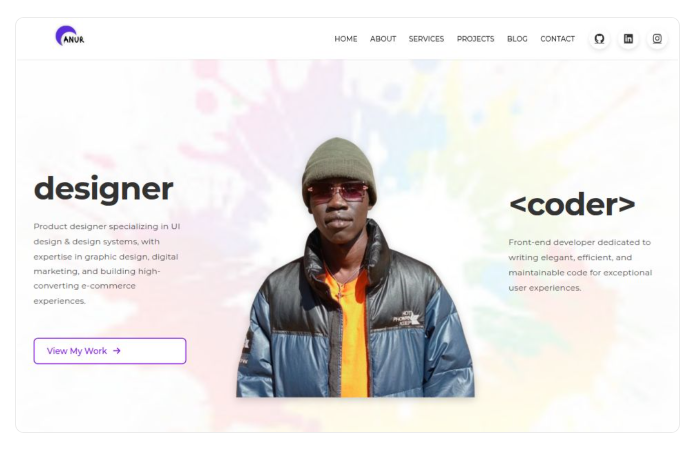 ANUR
HOME ABOUT SERVICES PROJECTS BLOG CONTACT
designer
Product designer specializing in UI
design & design systems, with
expertise in graphic design, digital
marketing, and building high-
converting e-commerce
experiences.
View My Work →
<coder>
Front-end developer dedicated to
writing elegant, efficient, and
maintainable code for exceptional
user experiences.